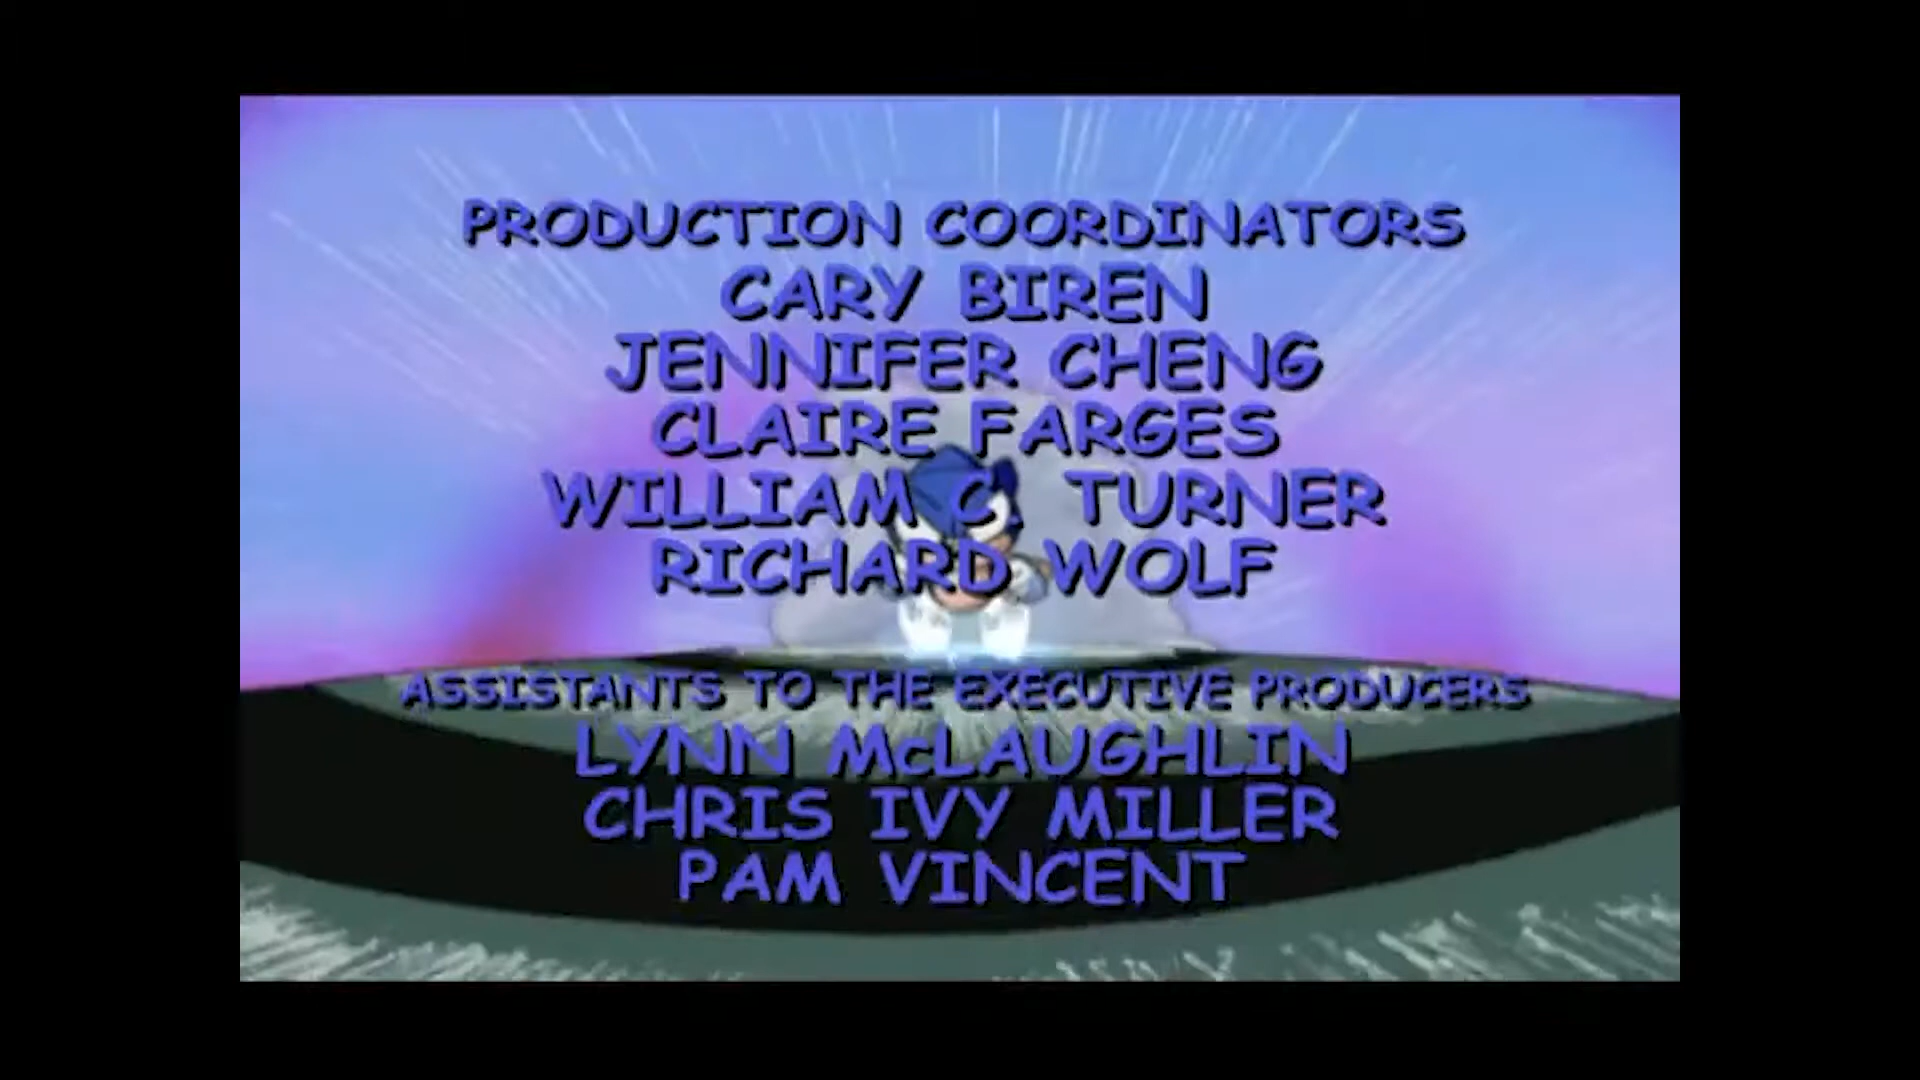 PRODUCTION COORDINATORS
CARY BIREN
JENNIFER CHENG
CLAIRE FARGES
WILLIAM C. TURNER
RICHARD WOLF
ASSISTANTS TO THE EXECUTIVE PRODUCERS
LYNN McLAUGHLIN
CHRIS IVY MILLER
PAM VINCENT